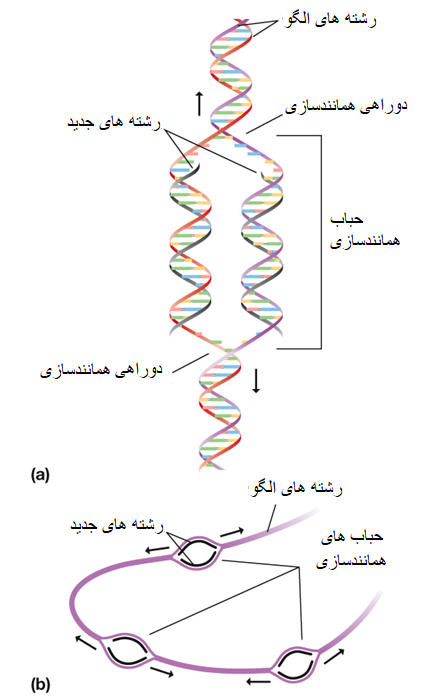 رشته های الگو
دوراهی همانندسازی
رشته های جدید
حباب
همانندسازی
دوراهی همانندسازی
(a)
رشته های الگو
رشته های جدید
حباب های
همانندسازی
(b)